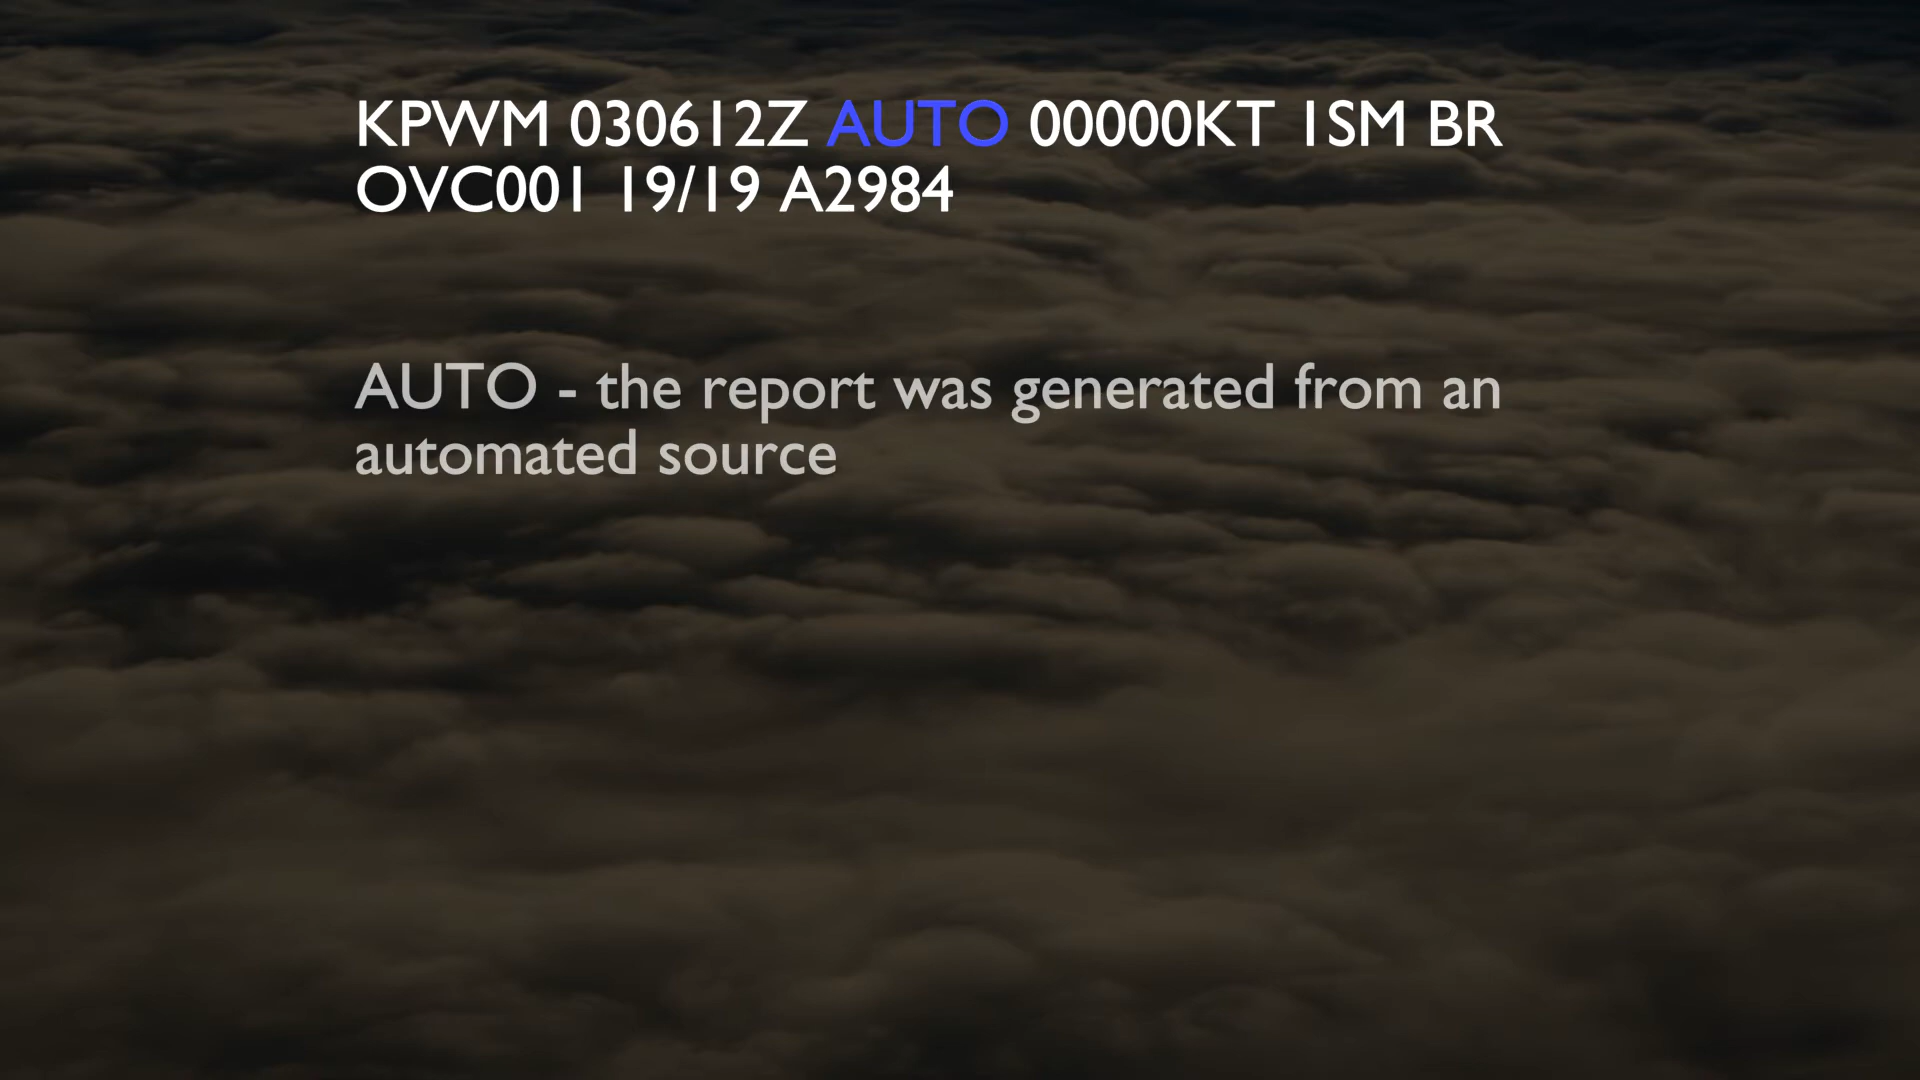 KPWM 030612Z AUTO 00000KT 1SM BR
OVC001 19/19 A2984
AUTO - the report was generated from an
automated source